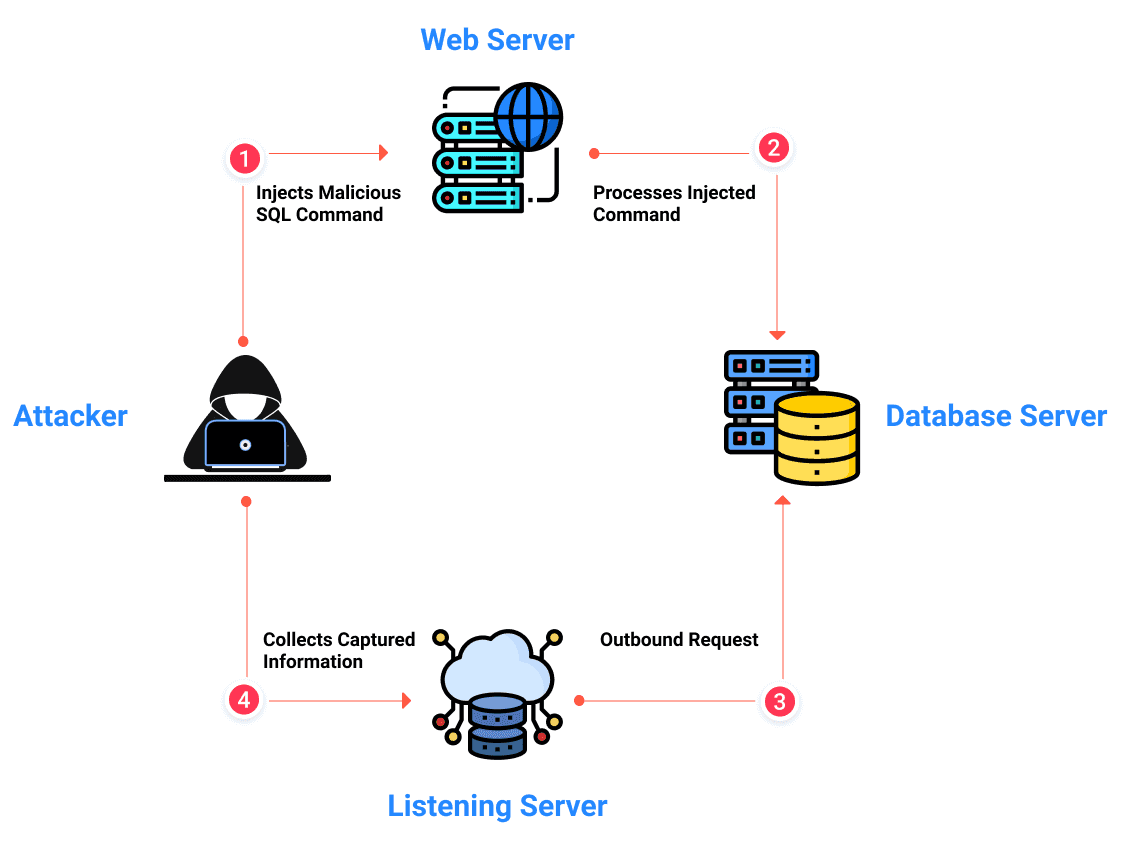 Web Server
1
Injects Malicious
SQL Command
2
Processes Injected
Command
Attacker
Database Server
Collects Captured
Information
4
Outbound Request
3
Listening Server